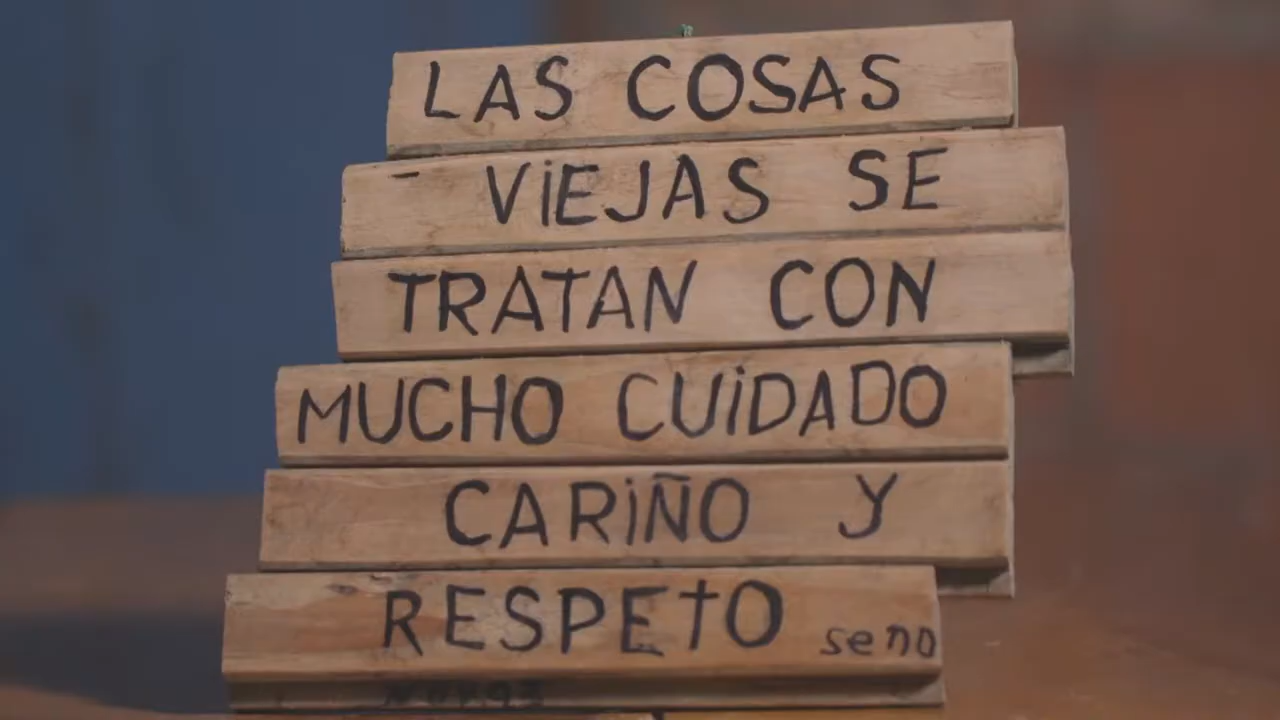 LAS COSAS
VIEJAS SE
TRATAN CON
MUCHO CUIDADO
CARIÑO Y
RESPETO seno